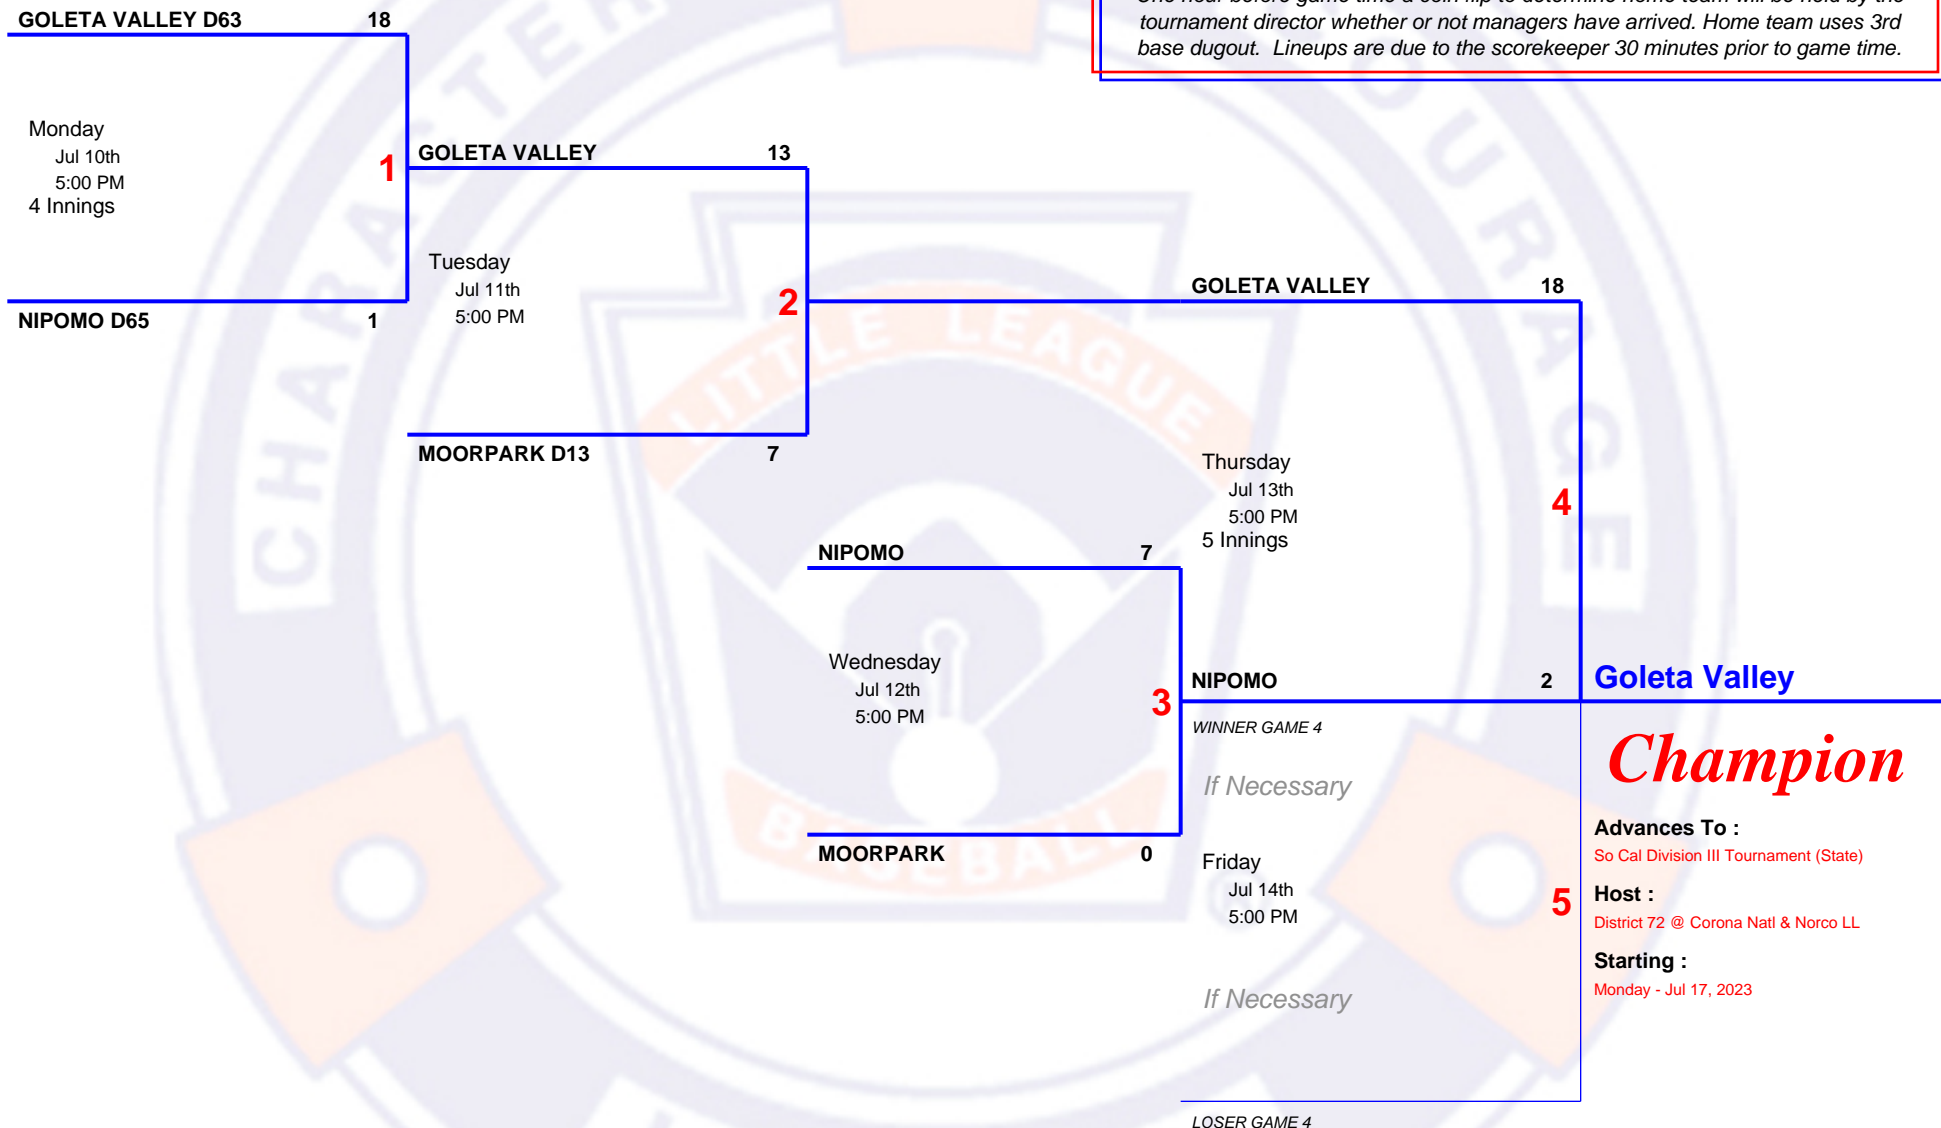 One hour before game time a coin flip to determine home team will be held by the
tournament director whether or not managers have arrived. Home team uses 3rd
base dugout. Lineups are due to the scorekeeper 30 minutes prior to game time.
GOLETA VALLEY D63 18
Monday
Jul 10th
5:00 PM
4 Innings
1
NIPOMO D65 1
GOLETA VALLEY 13
Tuesday
Jul 11th
5:00 PM
2
MOORPARK D13 7
NIPOMO 7
Wednesday
Jul 12th
5:00 PM
3
MOORPARK 0
GOLETA VALLEY 18
Thursday
Jul 13th
5:00 PM
5 Innings
4
NIPOMO 2
WINNER GAME 4
If Necessary
Friday
Jul 14th
5:00 PM
5
If Necessary
LOSER GAME 4
Goleta Valley
Champion
Advances To :
So Cal Division III Tournament (State)
Host :
District 72 @ Corona Natl & Norco LL
Starting :
Monday - Jul 17, 2023
CHARACTER
COURAGE
LITTLE LEAGUE
BASEBALL
®